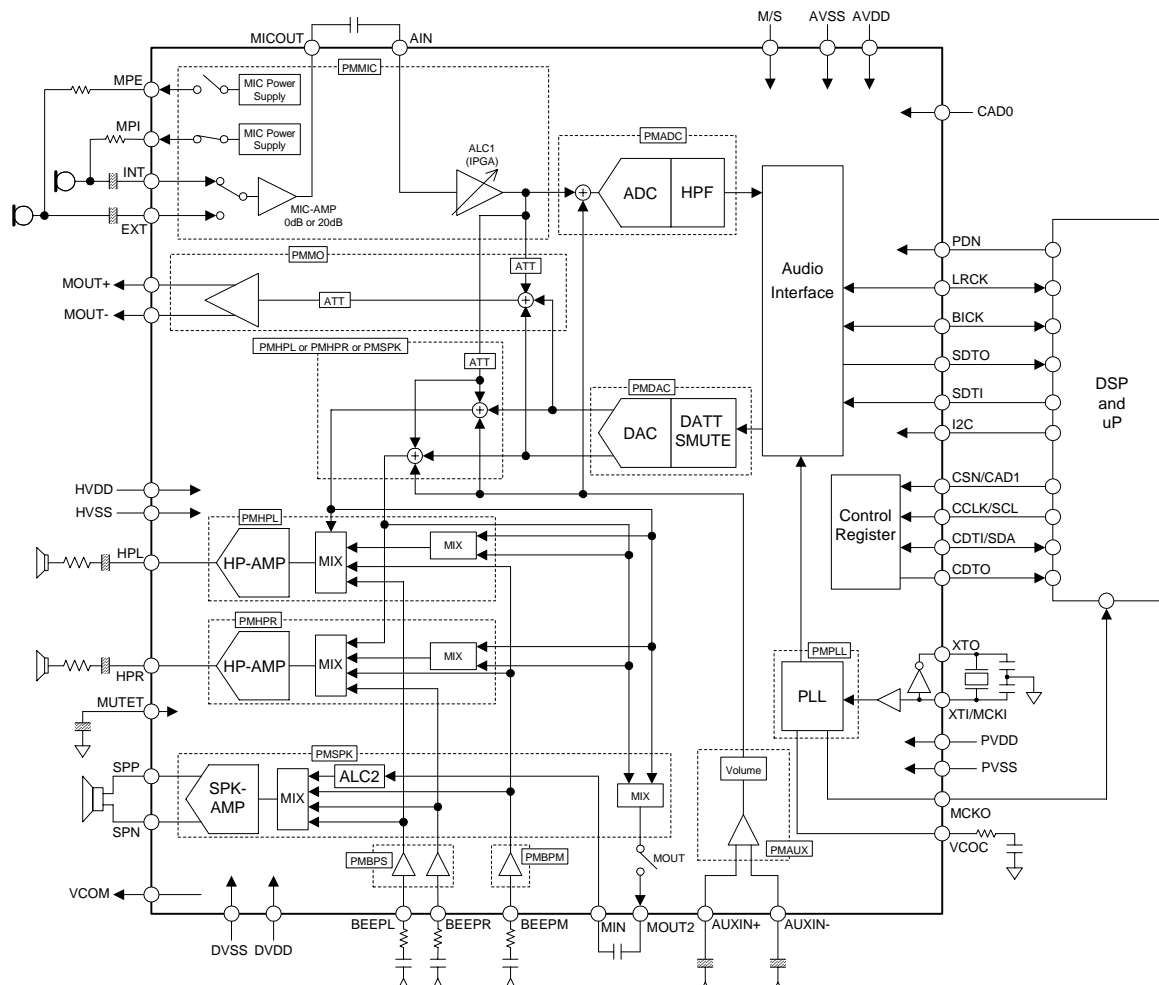 M/S AVSS AVDD
MICOUT AIN
PMMIC
MPE
MIC Power
Supply
CAD0
MPI
MIC Power
Supply
PMADC
ALC1
(IPGA)
INT
ADC HPF
MIC-AMP
0dB or 20dB
EXT
PDN
PMMO
ATT
Audio
Interface
MOUT+
LRCK
ATT
MOUT-
BICK
PMHPL or PMHPR or PMSPK
ATT
SDTO
PMDAC
DSP
and
uP
SDTI
DAC
DATT
SMUTE
I2C
HVDD
CSN/CAD1
HVSS
Control
Register
CCLK/SCL
PMHPL
HPL
HP-AMP
MIX
MIX
CDTI/SDA
CDTO
PMHPR
HP-AMP
MIX
MIX
HPR
PMPLL
XTO
PLL
MUTET
XTI/MCKI
PVDD
PMSPK
SPP
ALC2
Volume
PVSS
SPK-
AMP
MIX
MIX
MCKO
SPN
MOUT
PMAUX
VCOC
PMBPS
PMBPM
VCOM
DVSS DVDD
BEEPL BEEPR BEEPM MIN MOUT2 AUXIN+ AUXIN-